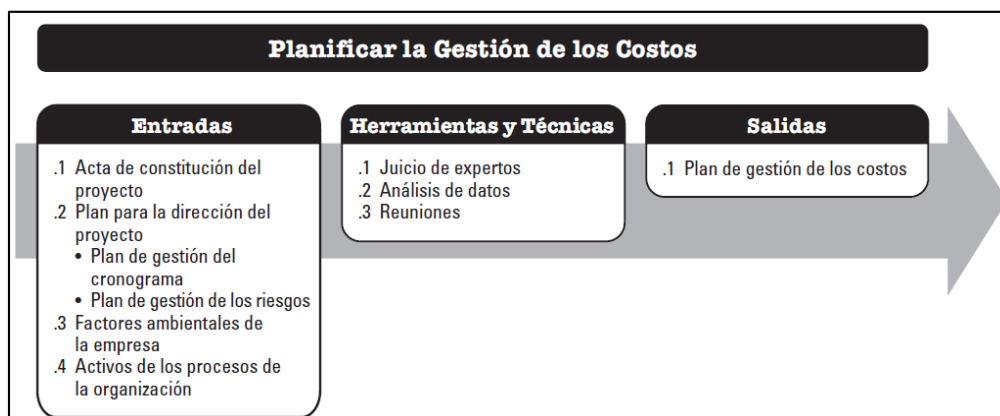 Planificar la Gestión de los Costos
Entradas
.1 Acta de constitución del
proyecto
.2 Plan para la dirección del
proyecto
• Plan de gestión del
cronograma
• Plan de gestión de los riesgos
.3 Factores ambientales de
la empresa
.4 Activos de los procesos de
la organización
Herramientas y Técnicas
.1 Juicio de expertos
.2 Análisis de datos
.3 Reuniones
Salidas
.1 Plan de gestión de los costos